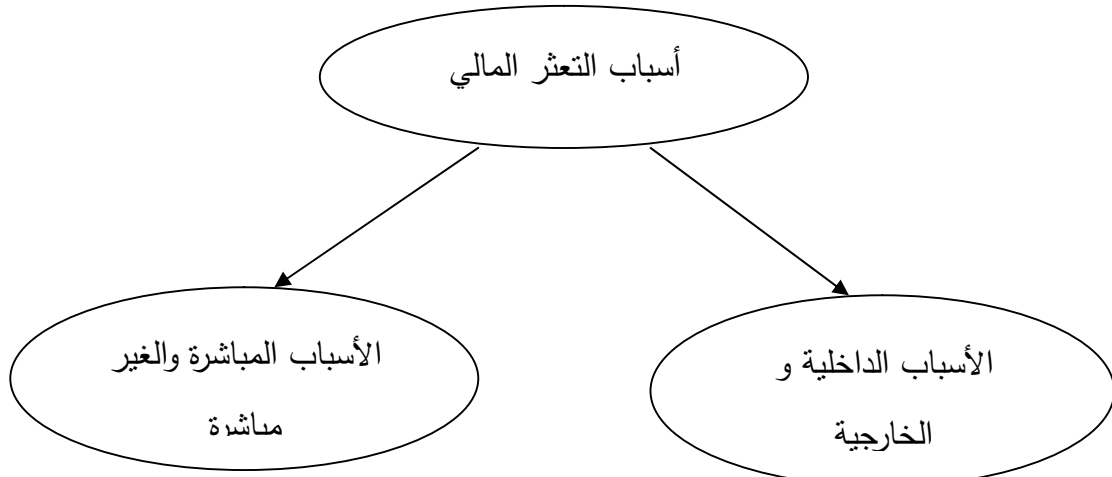 أسباب التعثر المالي
الأسباب الداخلية و
الخارجية
الأسباب المباشرة والغير
مباشرة